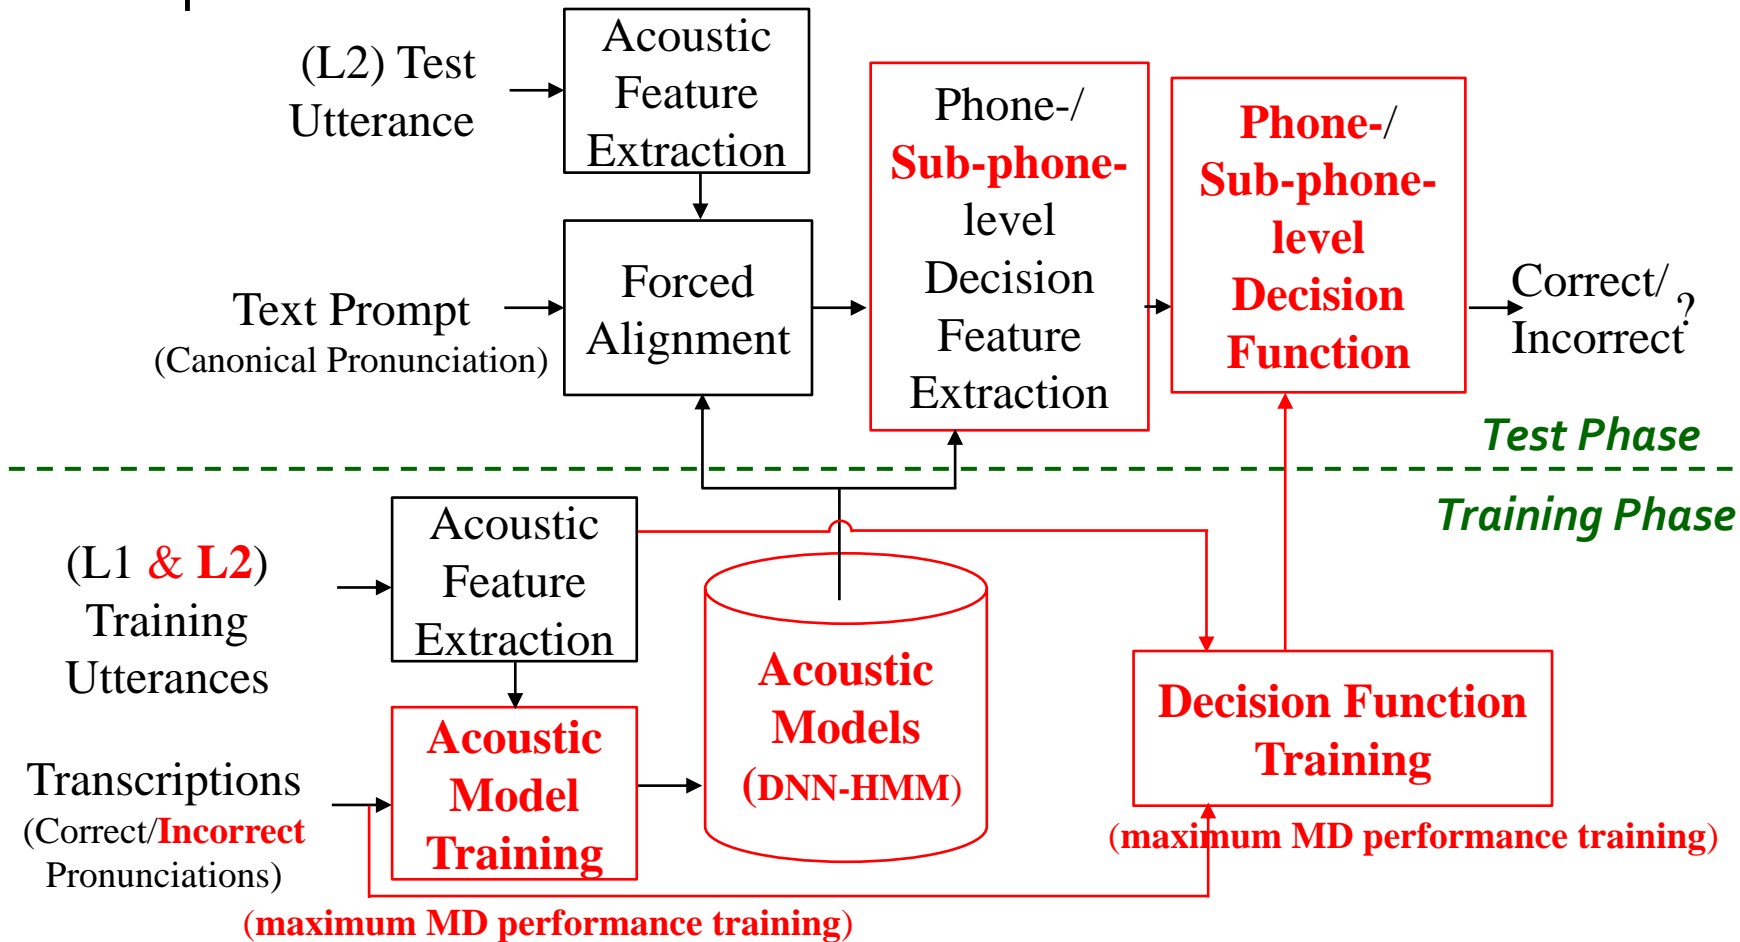 (L2) Test
Utterance
Acoustic
Feature
Extraction
Text Prompt
(Canonical Pronunciation)
Forced
Alignment
Phone-/
Sub-phone-
level
Decision
Feature
Extraction
Phone-/
Sub-phone-
level
Decision
Function
Correct/
Incorrect
?
Test Phase
Training Phase
(L1 & L2)
Training
Utterances
Acoustic
Feature
Extraction
Transcriptions
(Correct/Incorrect
Pronunciations)
Acoustic
Model
Training
(maximum MD performance training)
Acoustic
Models
(DNN-HMM)
Decision Function
Training
(maximum MD performance training)